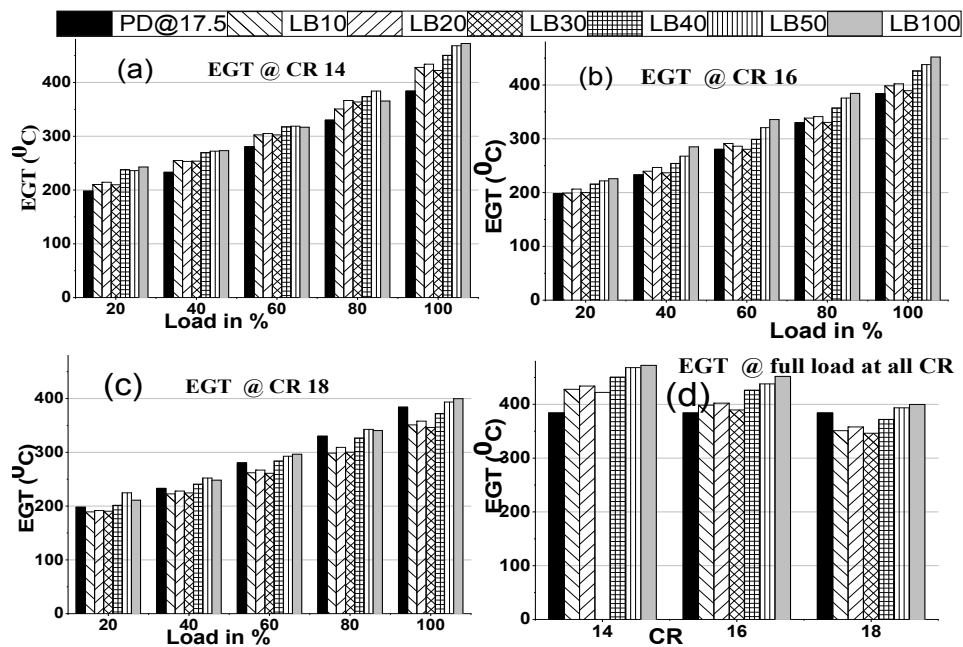 PD@17.5 LB10 LB20 LB30 LB40 LB50 LB100
(a) EGT @ CR 14
EGT (⁰C)
400
300
200
100
0
20 40 60 80 100
Load in %
(b) EGT @ CR 16
EGT (⁰C)
400
300
200
100
0
20 40 60 80 100
Load in %
(c) EGT @ CR 18
EGT (⁰C)
400
300
200
100
0
20 40 60 80 100
Load in %
EGT @ full load at all CR
(d)
EGT (⁰C)
400
300
200
100
0
14 16 18
CR